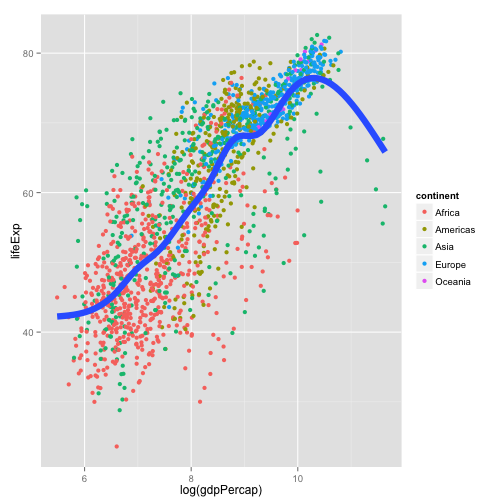 80
60
40
lifeExp
6
8
10
log(gdpPercap)
continent
Africa
Americas
Asia
Europe
Oceania